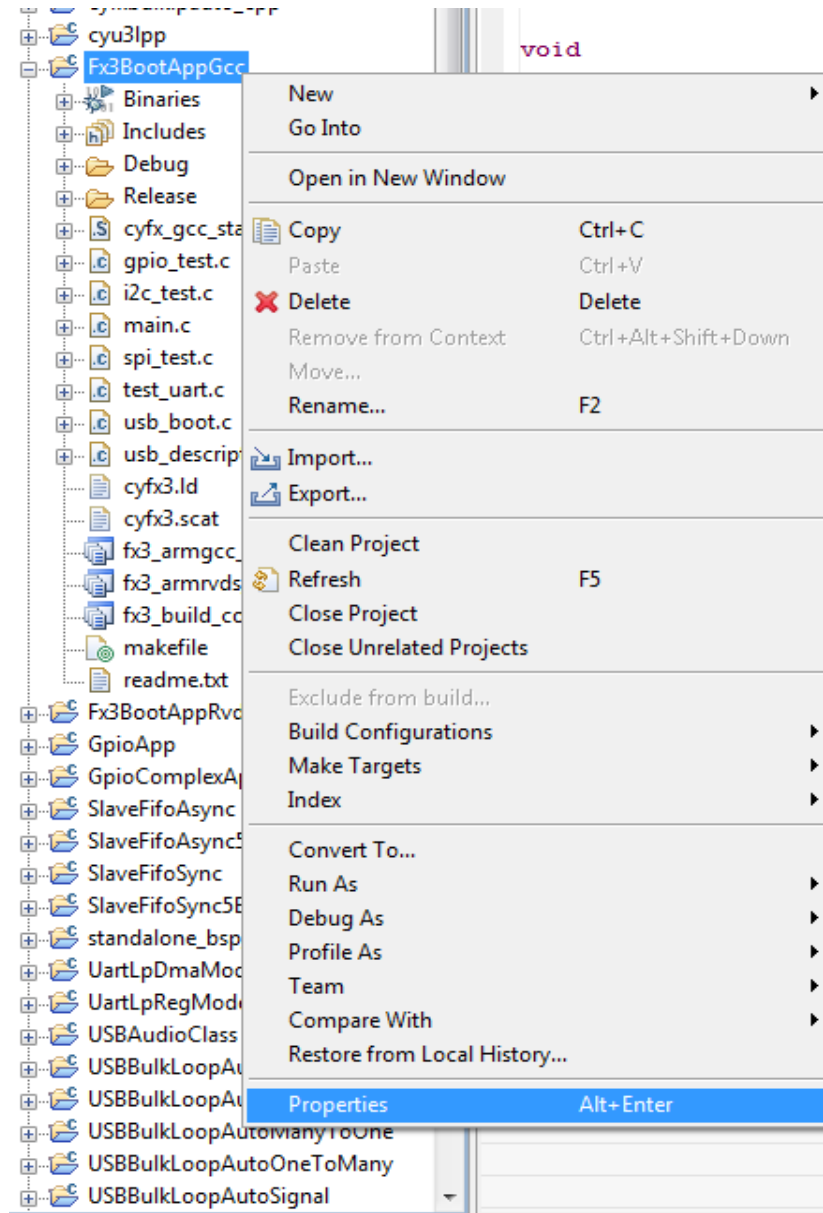 cyu3lpp
Fx3BootAppGcc
Binaries
Includes
Debug
Release
cyfx_gcc_sta
gpio_test.c
i2c_test.c
main.c
spi_test.c
test_uart.c
usb_boot.c
usb_descrip
cyfx3.ld
cyfx3.scat
fx3_armgcc_
fx3_armrvds
fx3_build_co
makefile
readme.txt
Fx3BootAppRvd
GpioApp
GpioComplexAp
SlaveFifoAsync
SlaveFifoAsync5
SlaveFifoSync
SlaveFifoSync5B
standalone_bsp
UartLpDmaMod
UartLpRegMode
USBAudioClass
USBBulkLoopAu
USBBulkLoopAu
USBBulkLoopAutoManyToOne
USBBulkLoopAutoOneToMany
USBBulkLoopAutoSignal
void
New
Go Into
Open in New Window
Copy Ctrl+C
Paste Ctrl+V
Delete Delete
Remove from Context Ctrl+Alt+Shift+Down
Move...
Rename... F2
Import...
Export...
Clean Project
Refresh F5
Close Project
Close Unrelated Projects
Exclude from build...
Build Configurations
Make Targets
Index
Convert To...
Run As
Debug As
Profile As
Team
Compare With
Restore from Local History...
Properties Alt+Enter